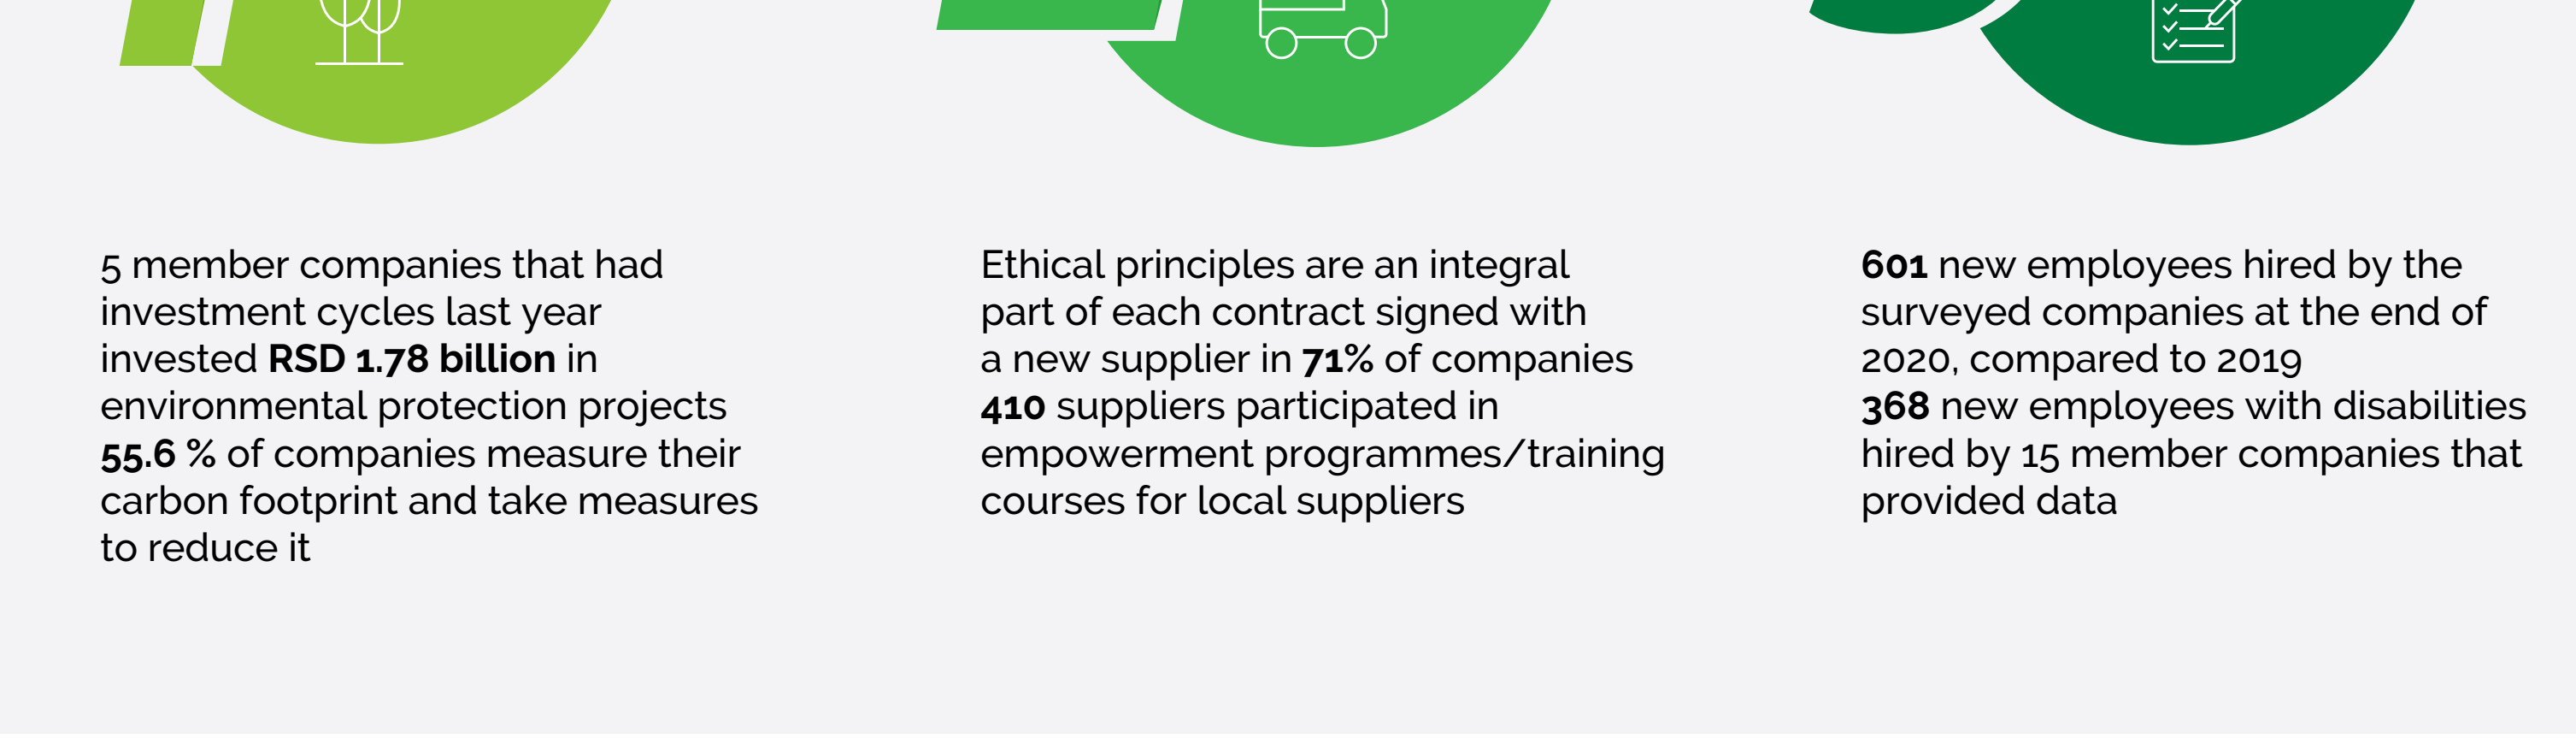 5 member companies that had
investment cycles last year
invested RSD 1.78 billion in
environmental protection projects
55.6 % of companies measure their
carbon footprint and take measures
to reduce it
Ethical principles are an integral
part of each contract signed with
a new supplier in 71% of companies
410 suppliers participated in
empowerment programmes/training
courses for local suppliers
601 new employees hired by the
surveyed companies at the end of
2020, compared to 2019
368 new employees with disabilities
hired by 15 member companies that
provided data